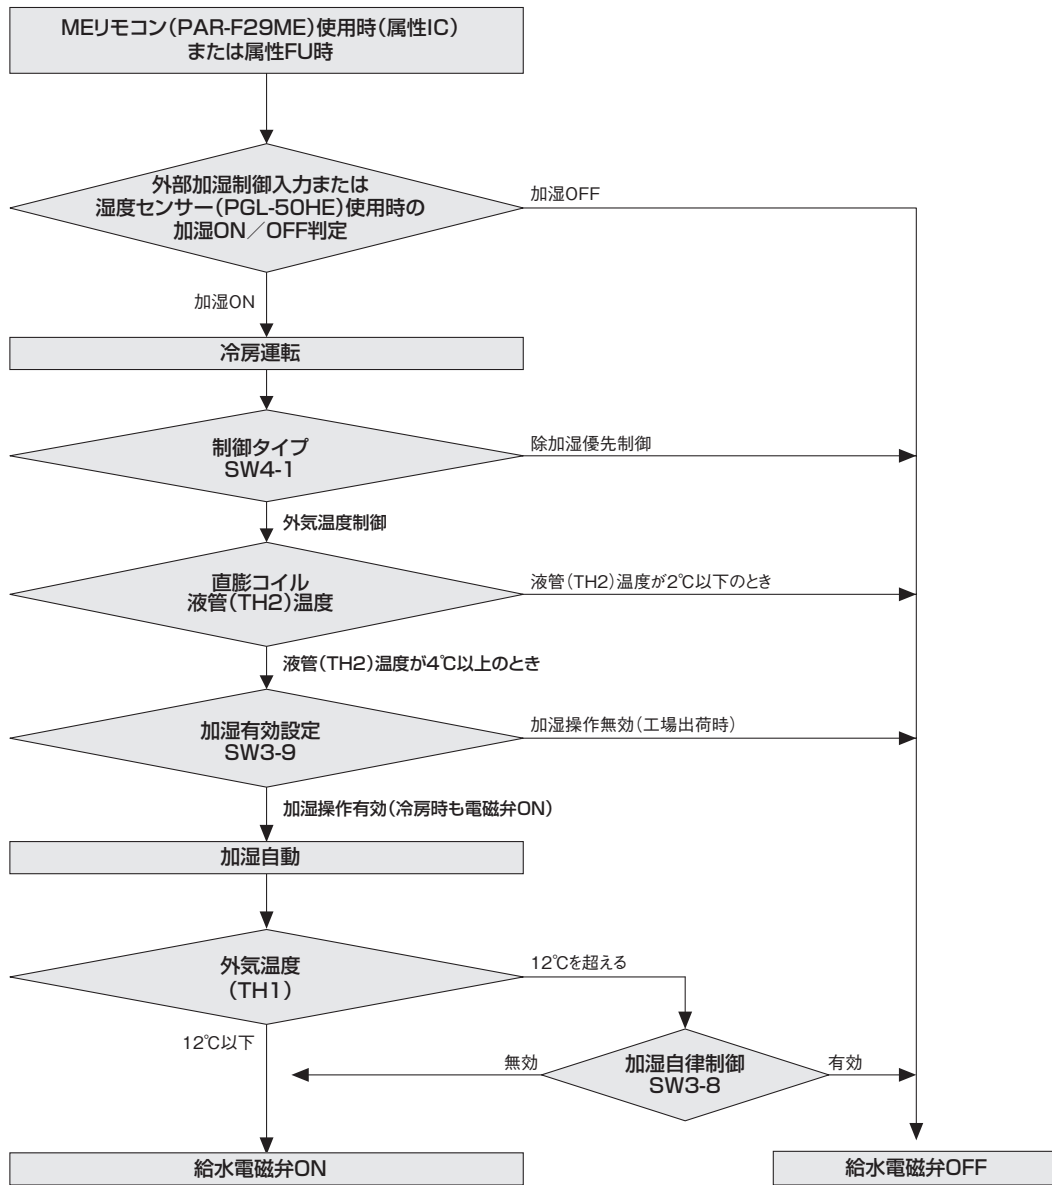 MEリモコン(PAR-F29ME)使用時(属性IC)
または属性FU時
外部加湿制御入力または
湿度センサー(PGL-50HE)使用時の
加湿ON／OFF判定
加湿OFF
加湿ON
冷房運転
制御タイプ
SW4-1
除加湿優先制御
外気温度制御
直膨コイル
液管(TH2)温度
液管(TH2)温度が2℃以下のとき
液管(TH2)温度が4℃以上のとき
加湿有効設定
SW3-9
加湿操作無効(工場出荷時)
加湿操作有効(冷房時も電磁弁ON)
加湿自動
外気温度
(TH1)
12℃を超える
12℃以下
無効
加湿自律制御
SW3-8
有効
給水電磁弁ON
給水電磁弁OFF